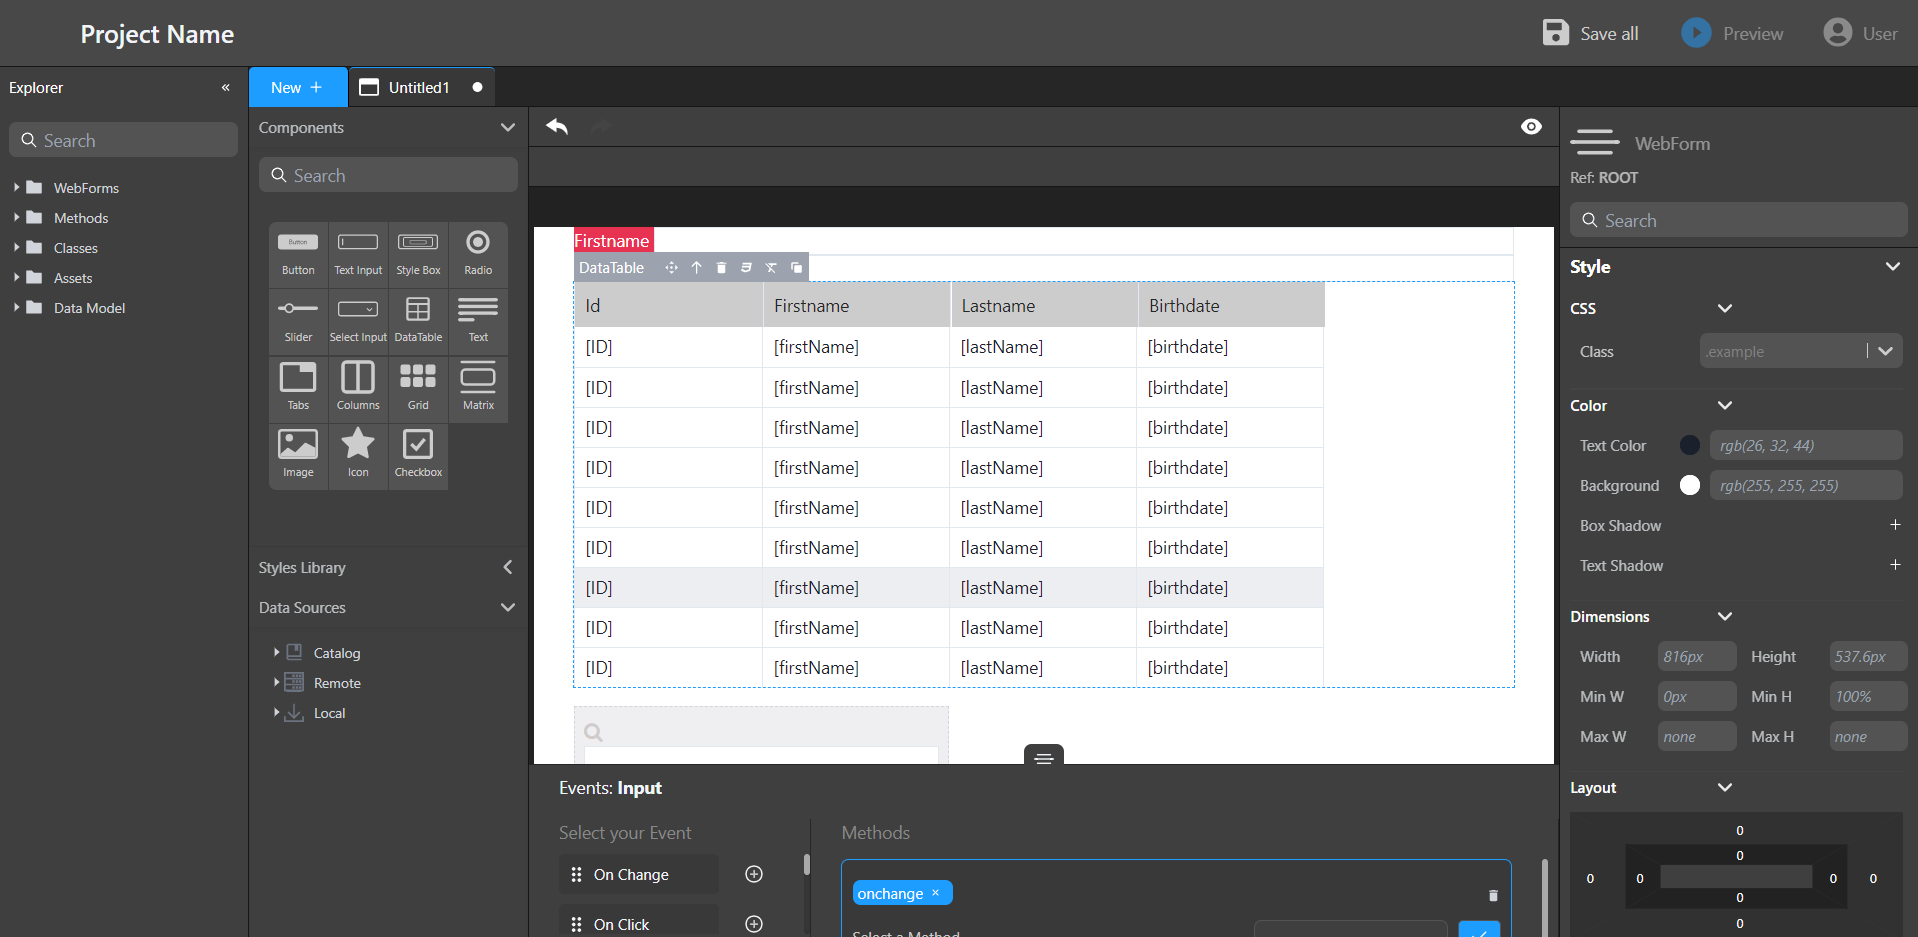 Project Name
Save all
Preview
User
Explorer
«
New +
Untitled1
Search
WebForms
Methods
Classes
Assets
Data Model
Components
Search
Button
Button
Text Input
Style Box
Radio
Slider
Select Input
DataTable
Text
Tabs
Columns
Grid
Matrix
Image
Icon
Checkbox
Styles Library
Data Sources
Catalog
Remote
Local
Firstname
DataTable
Id Firstname Lastname Birthdate
[ID] [firstName] [lastName] [birthdate]
[ID] [firstName] [lastName] [birthdate]
[ID] [firstName] [lastName] [birthdate]
[ID] [firstName] [lastName] [birthdate]
[ID] [firstName] [lastName] [birthdate]
[ID] [firstName] [lastName] [birthdate]
[ID] [firstName] [lastName] [birthdate]
[ID] [firstName] [lastName] [birthdate]
[ID] [firstName] [lastName] [birthdate]
Events: Input
Select your Event
On Change
On Click
Methods
onchange ×
Select a Method
WebForm
Ref: ROOT
Search
Style
CSS
Class .example
Color
Text Color rgb(26, 32, 44)
Background rgb(255, 255, 255)
Box Shadow +
Text Shadow +
Dimensions
Width 816px Height 537.6px
Min W 0px Min H 100%
Max W none Max H none
Layout
0
0
0 0 0 0
0
0